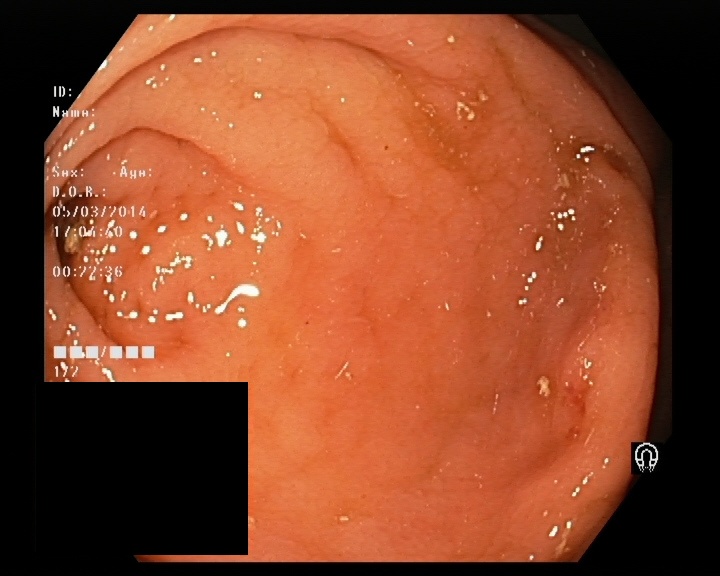 ID:
Name:
Sex: Age:
D.O.B.:
05/03/2014
17:04:40
00:22:36
■■■/■■■
1/2